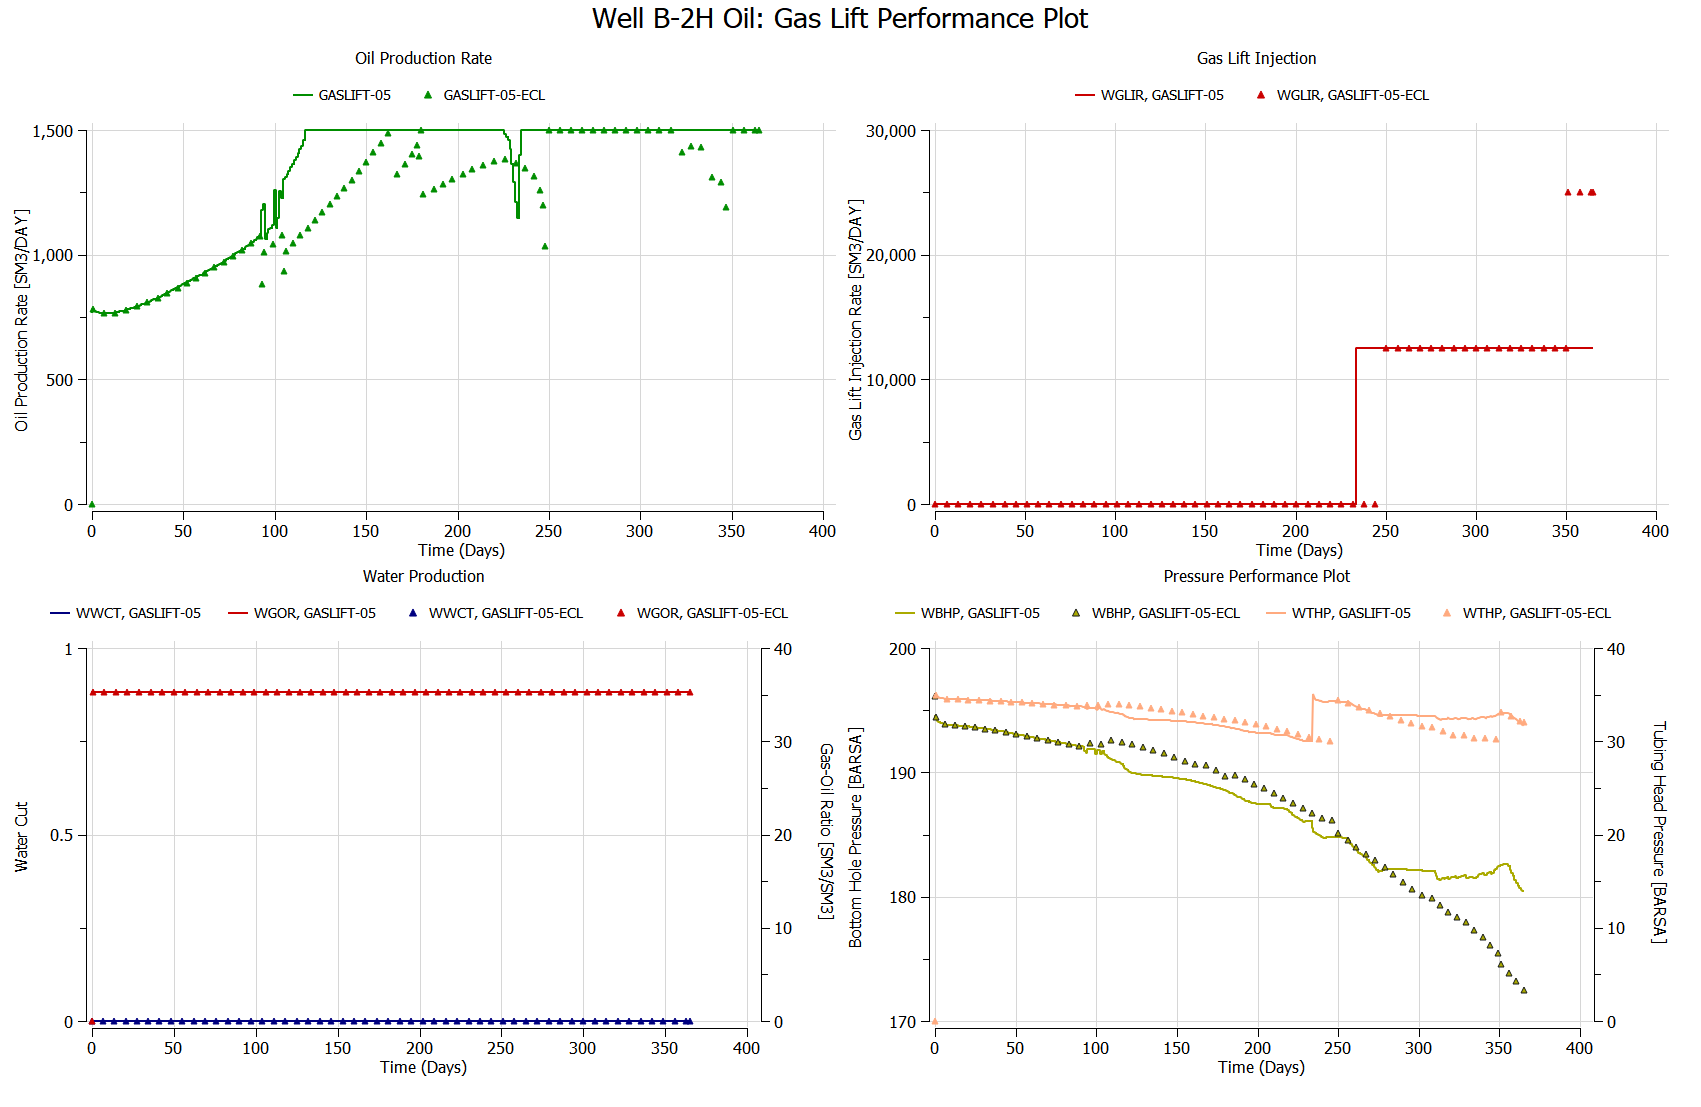 Well B-2H Oil: Gas Lift Performance Plot
Oil Production Rate
GASLIFT-05
GASLIFT-05-ECL
Oil Production Rate [SM3/DAY]
1,500
1,000
500
0
0 50 100 150 200 250 300 350 400
Time (Days)
Gas Lift Injection
WGLIR, GASLIFT-05
WGLIR, GASLIFT-05-ECL
Gas Lift Injection Rate [SM3/DAY]
30,000
20,000
10,000
0
0 50 100 150 200 250 300 350 400
Time (Days)
Water Production
WWCT, GASLIFT-05
WGOR, GASLIFT-05
WWCT, GASLIFT-05-ECL
WGOR, GASLIFT-05-ECL
Water Cut
1
0.5
0
40
30
20
10
0
Gas-Oil Ratio [SM3/SM3]
0 50 100 150 200 250 300 350 400
Time (Days)
Pressure Performance Plot
WBHP, GASLIFT-05
WBHP, GASLIFT-05-ECL
WTHP, GASLIFT-05
WTHP, GASLIFT-05-ECL
Bottom Hole Pressure [BARSA]
200
190
180
170
40
30
20
10
0
Tubing Head Pressure [BARSA]
0 50 100 150 200 250 300 350 400
Time (Days)